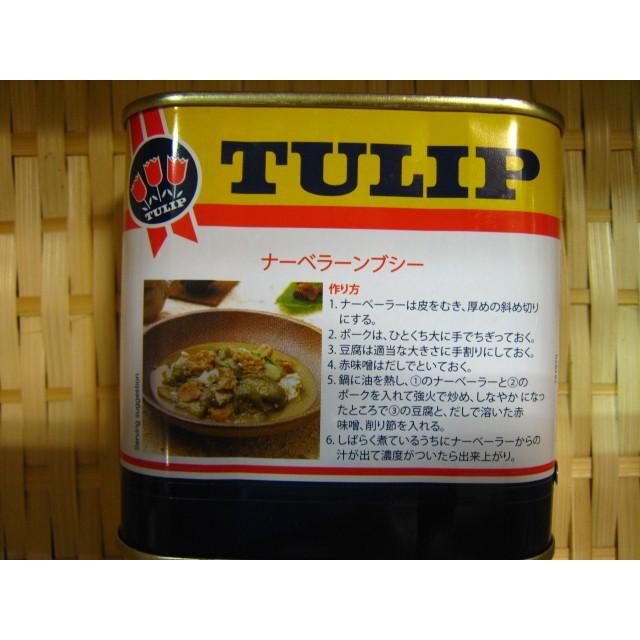 TULIP
TULIP
ナーベラーンブシー
作り方
1. ナーベーラーは皮をむき、厚めの斜め切り
にする。
2. ポークは、ひとくち大に手でちぎっておく。
3. 豆腐は適当な大きさに手割りにしておく。
4. 赤味噌はだしでといておく。
5. 鍋に油を熱し、①のナーベーラーと②の
ポークを入れて強火で炒め、しなやか になっ
たところで③の豆腐と、だしで溶いた赤
味噌、削り節を入れる。
6. しばらく煮ているうちにナーベーラーからの
汁が出て濃度がついたら出来上がり。
Serving suggestion